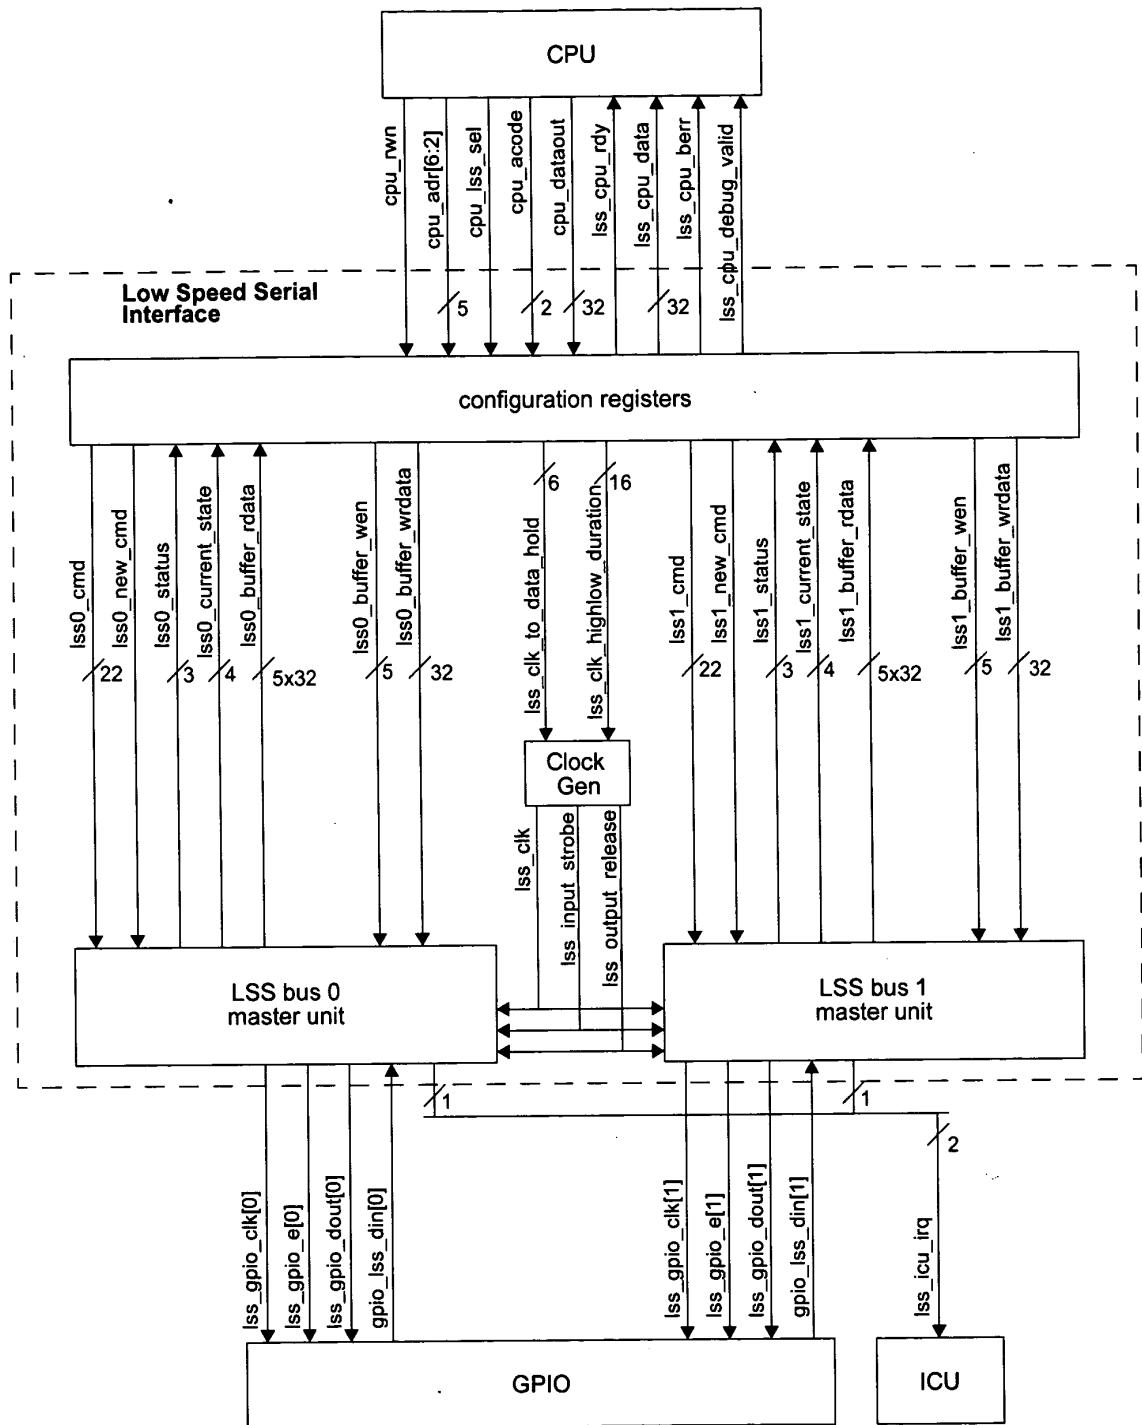 CPU
cpu_rwn
cpu_adr[6:2]
cpu_lss_sel
cpu_acode
cpu_dataout
lss_cpu_rdy
lss_cpu_data
lss_cpu_berr
lss_cpu_debug_valid
Low Speed Serial
Interface
5
2
32
32
configuration registers
lss0_cmd
lss0_new_cmd
lss0_status
lss0_current_state
lss0_buffer_rdata
lss0_buffer_wen
lss0_buffer_wrdata
lss_clk_to_data_hold
lss_clk_highlow_duration
lss1_cmd
lss1_new_cmd
lss1_status
lss1_current_state
lss1_buffer_rdata
lss1_buffer_wen
lss1_buffer_wrdata
6
16
22
3
4
5x32
5
32
22
3
4
5x32
5
32
Clock
Gen
lss_clk
lss_input_strobe
lss_output_release
LSS bus 0
master unit
LSS bus 1
master unit
1
1
2
lss_gpio_clk[0]
lss_gpio_e[0]
lss_gpio_dout[0]
gpio_lss_din[0]
lss_gpio_clk[1]
lss_gpio_e[1]
lss_gpio_dout[1]
gpio_lss_din[1]
lss_icu_irq
GPIO
ICU